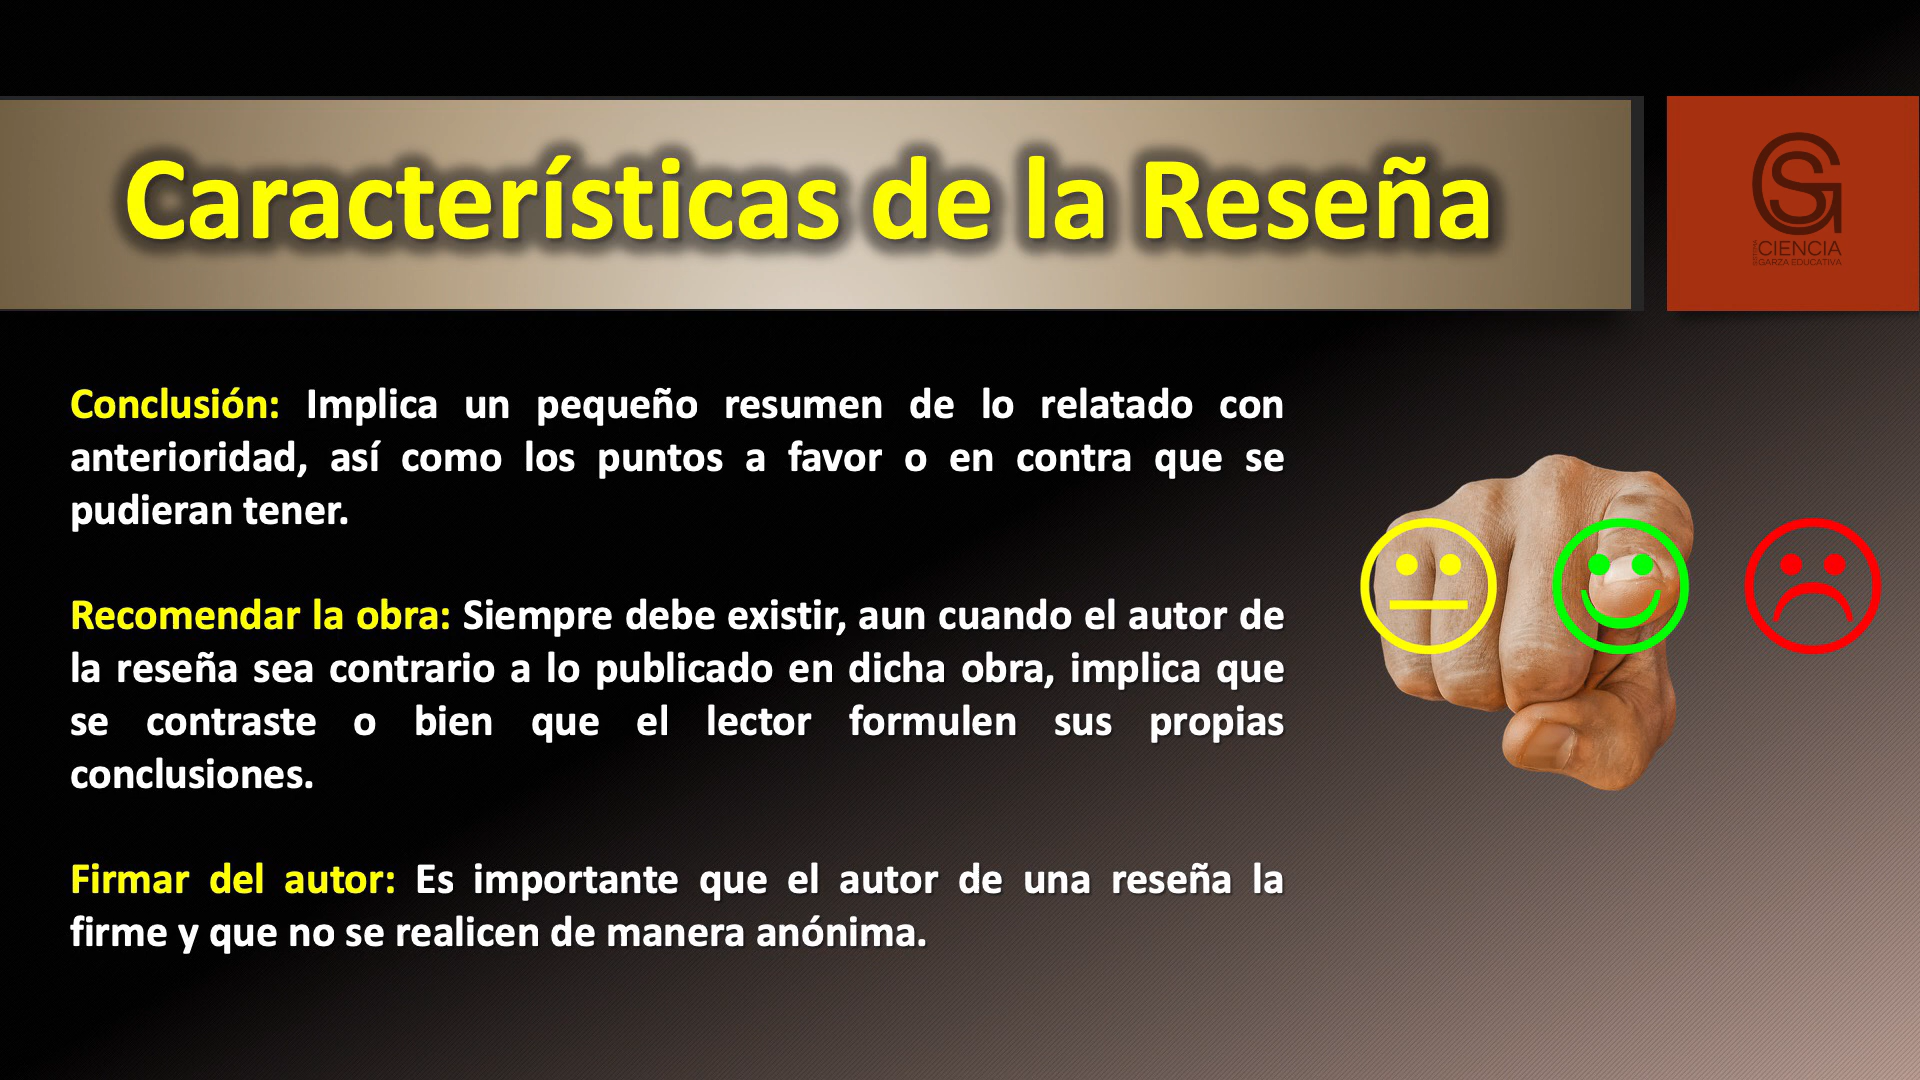 Características de la Reseña
CIENCIA
GARZA EDUCATIVA
Conclusión: Implica un pequeño resumen de lo relatado con
anterioridad, así como los puntos a favor o en contra que se
pudieran tener.
Recomendar la obra: Siempre debe existir, aun cuando el autor de
la reseña sea contrario a lo publicado en dicha obra, implica que
se contraste o bien que el lector formulen sus propias
conclusiones.
Firmar del autor: Es importante que el autor de una reseña la
firme y que no se realicen de manera anónima.